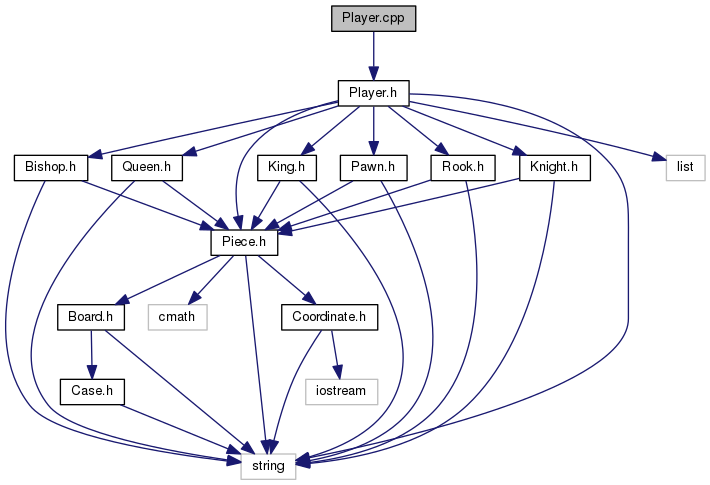 Player.cpp
Player.h
Bishop.h
Queen.h
King.h
Pawn.h
Rook.h
Knight.h
list
Piece.h
Board.h
cmath
Coordinate.h
Case.h
iostream
string